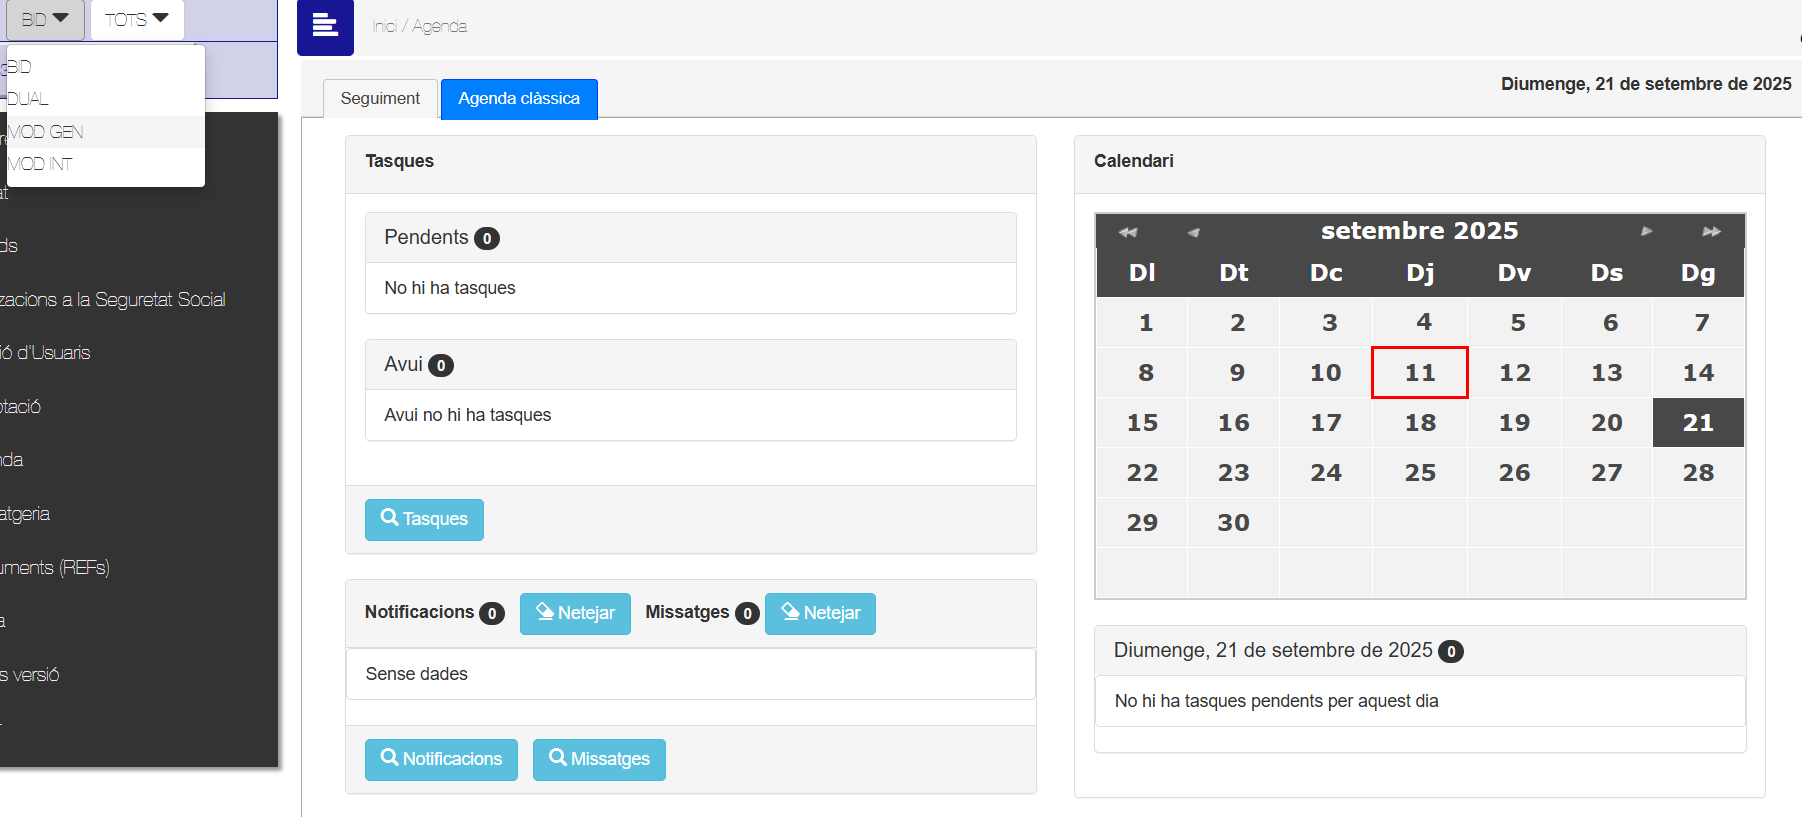 BID TOTS
BID
DUAL
MOD GEN
MOD INT
at
ds
zacions a la Seguretat Social
ió d'Usuaris
otació
nda
atgeria
uments (REFs)
a
s versió
Inici / Agenda
Diumenge, 21 de setembre de 2025
Seguiment Agenda clàssica
Tasques
Pendents 0
No hi ha tasques
Avui 0
Avui no hi ha tasques
Tasques
Notificacions 0 Netejar Missatges 0 Netejar
Sense dades
Notificacions Missatges
Calendari
setembre 2025
Dl Dt Dc Dj Dv Ds Dg
1 2 3 4 5 6 7
8 9 10 11 12 13 14
15 16 17 18 19 20 21
22 23 24 25 26 27 28
29 30
Diumenge, 21 de setembre de 2025 0
No hi ha tasques pendents per aquest dia